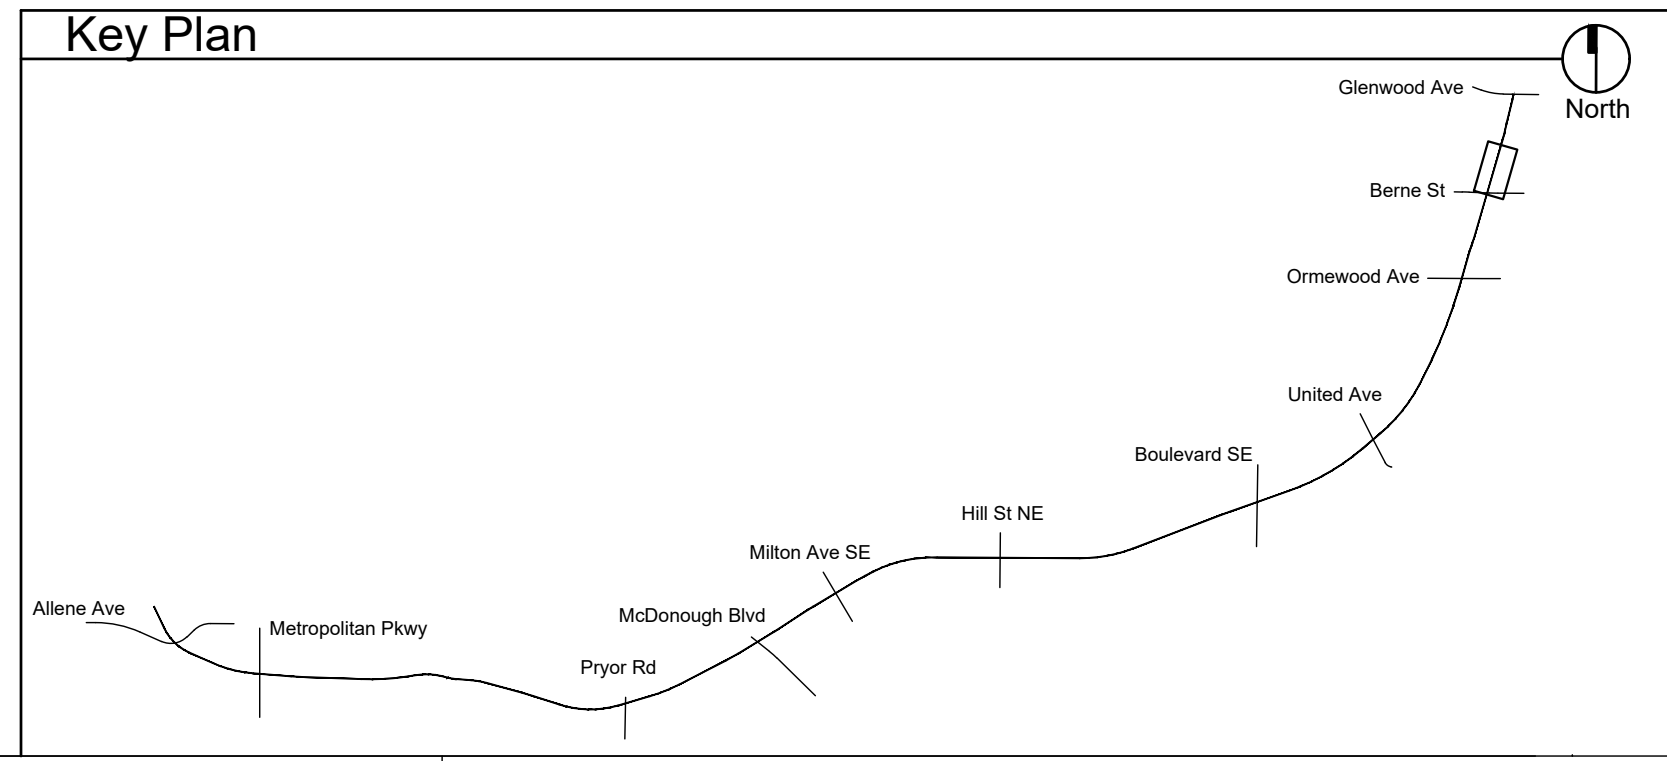 Key Plan
North
Glenwood Ave
Berne St
Ormewood Ave
United Ave
Boulevard SE
Hill St NE
Milton Ave SE
Allene Ave
McDonough Blvd
Metropolitan Pkwy
Pryor Rd